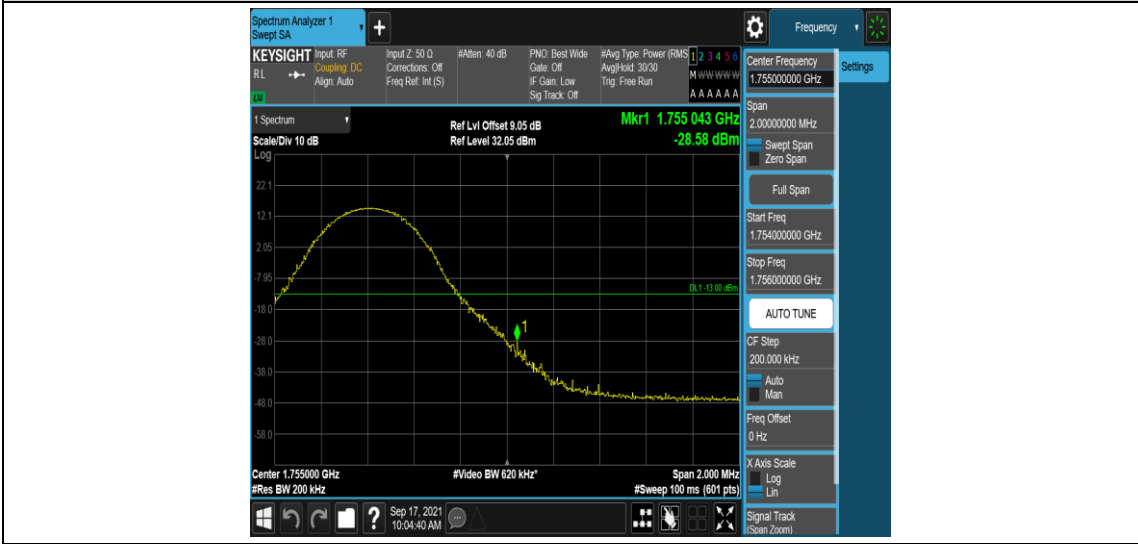 Spectrum Analyzer 1
Swept SA
+
Frequency
KEYSIGHT
RL
LXI
Input: RF
Coupling: DC
Align: Auto
Input Z: 50 Ω
Corrections: Off
Freq Ref: Int (S)
#Atten: 40 dB
PNO: Best Wide
Gate: Off
IF Gain: Low
Sig Track: Off
#Avg Type: Power (RMS
Avg|Hold: 30/30
Trig: Free Run
1 2 3 4 5 6
M W W W W W
A A A A A A
1 Spectrum
Scale/Div 10 dB
Log
Ref Lvl Offset 9.05 dB
Ref Level 32.05 dBm
Mkr1 1.755 043 GHz
-28.58 dBm
22.1
12.1
2.05
-7.95
-18.0
-28.0
-38.0
-48.0
-58.0
DL1 -13.00 dBm
1
Center 1.755000 GHz
#Res BW 200 kHz
#Video BW 620 kHz*
Span 2.000 MHz
#Sweep 100 ms (601 pts)
Center Frequency
1.755000000 GHz
Settings
Span
2.00000000 MHz
Swept Span
Zero Span
Full Span
Start Freq
1.754000000 GHz
Stop Freq
1.756000000 GHz
AUTO TUNE
CF Step
200.000 kHz
Auto
Man
Freq Offset
0 Hz
X Axis Scale
Log
Lin
Signal Track
(Span Zoom)
?
Sep 17, 2021
10:04:40 AM